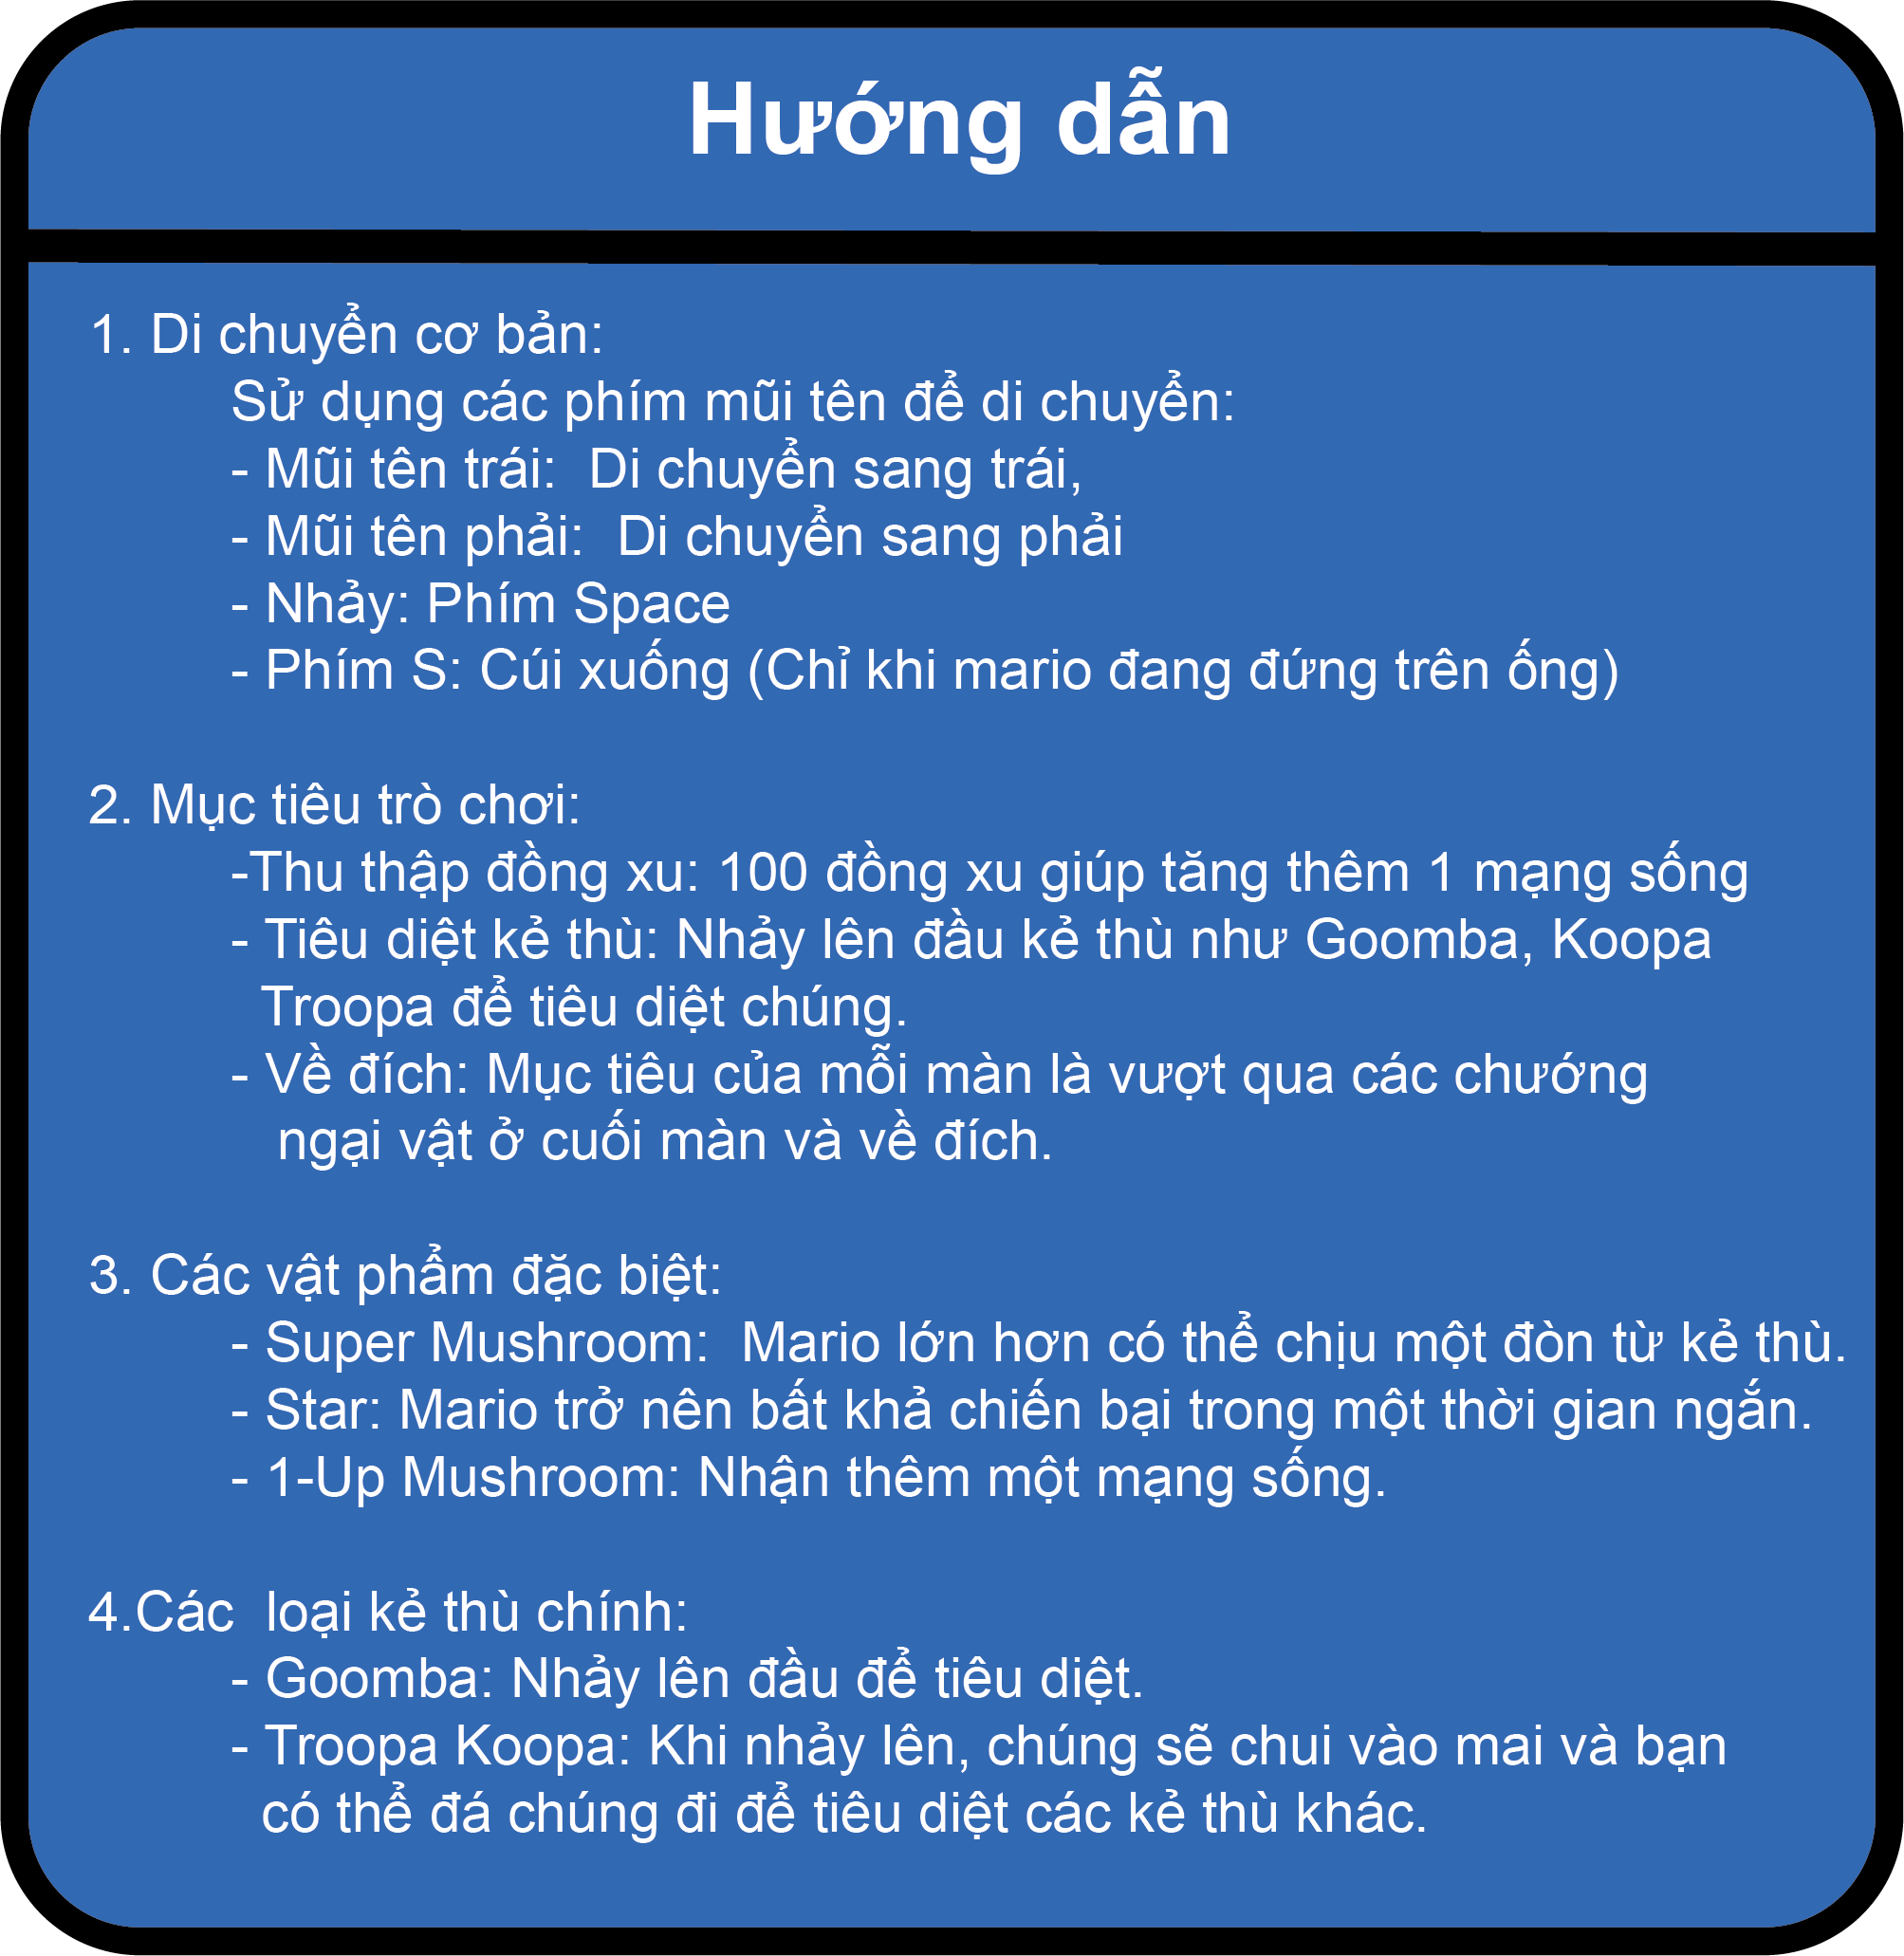 Hướng dẫn
1. Di chuyển cơ bản:
Sử dụng các phím mũi tên để di chuyển:
- Mũi tên trái:  Di chuyển sang trái,
- Mũi tên phải:  Di chuyển sang phải
- Nhảy: Phím Space
- Phím S: Cúi xuống (Chỉ khi mario đang đứng trên ống)
2. Mục tiêu trò chơi:
-Thu thập đồng xu: 100 đồng xu giúp tăng thêm 1 mạng sống
- Tiêu diệt kẻ thù: Nhảy lên đầu kẻ thù như Goomba, Koopa
Troopa để tiêu diệt chúng.
- Về đích: Mục tiêu của mỗi màn là vượt qua các chướng
ngại vật ở cuối màn và về đích.
3. Các vật phẩm đặc biệt:
- Super Mushroom:  Mario lớn hơn có thể chịu một đòn từ kẻ thù.
- Star: Mario trở nên bất khả chiến bại trong một thời gian ngắn.
- 1-Up Mushroom: Nhận thêm một mạng sống.
4.Các  loại kẻ thù chính:
- Goomba: Nhảy lên đầu để tiêu diệt.
- Troopa Koopa: Khi nhảy lên, chúng sẽ chui vào mai và bạn
có thể đá chúng đi để tiêu diệt các kẻ thù khác.